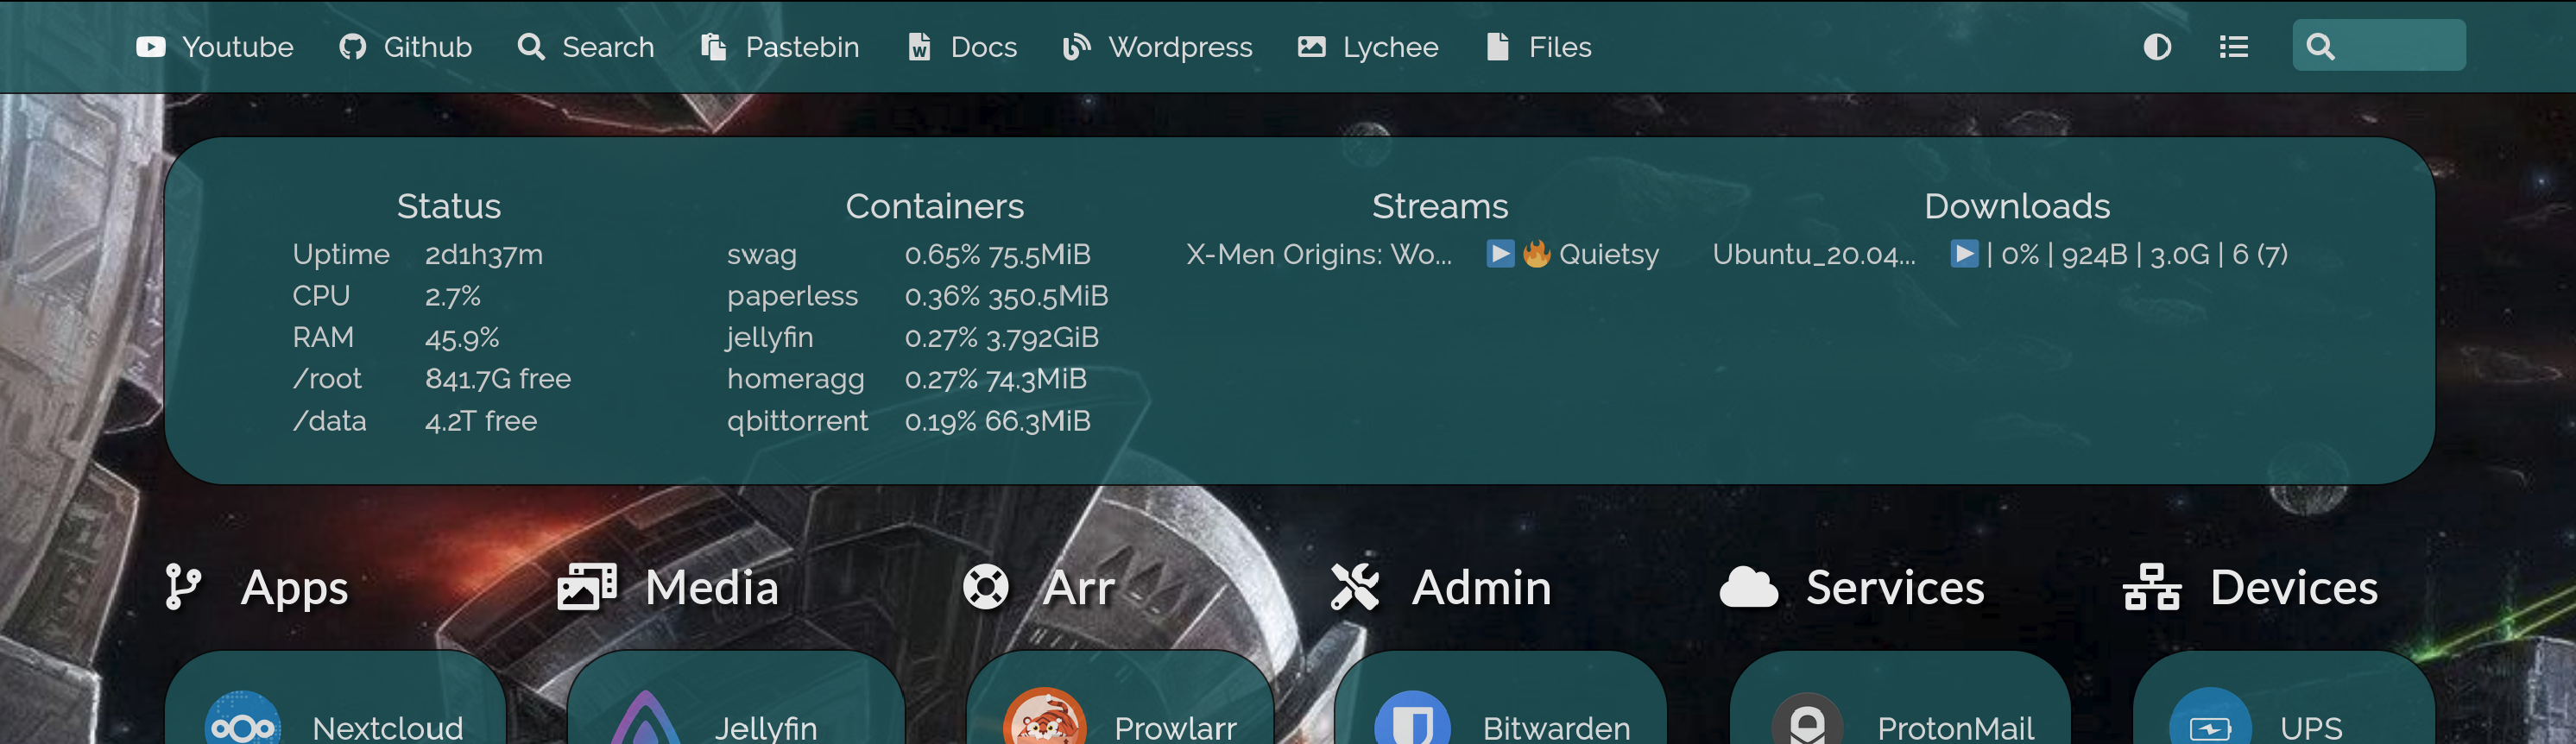 Youtube Github Search Pastebin Docs Wordpress Lychee Files
Status Containers Streams Downloads
Uptime 2d1h37m swag 0.65% 75.5MiB X-Men Origins: Wo... Quietsy Ubuntu_20.04... | 0% | 924B | 3.0G | 6 (7)
CPU 2.7% paperless 0.36% 350.5MiB
RAM 45.9% jellyfin 0.27% 3.792GiB
/root 841.7G free homeragg 0.27% 74.3MiB
/data 4.2T free qbittorrent 0.19% 66.3MiB
Apps Media Arr Admin Services Devices
Nextcloud Jellyfin Prowlarr Bitwarden ProtonMail UPS